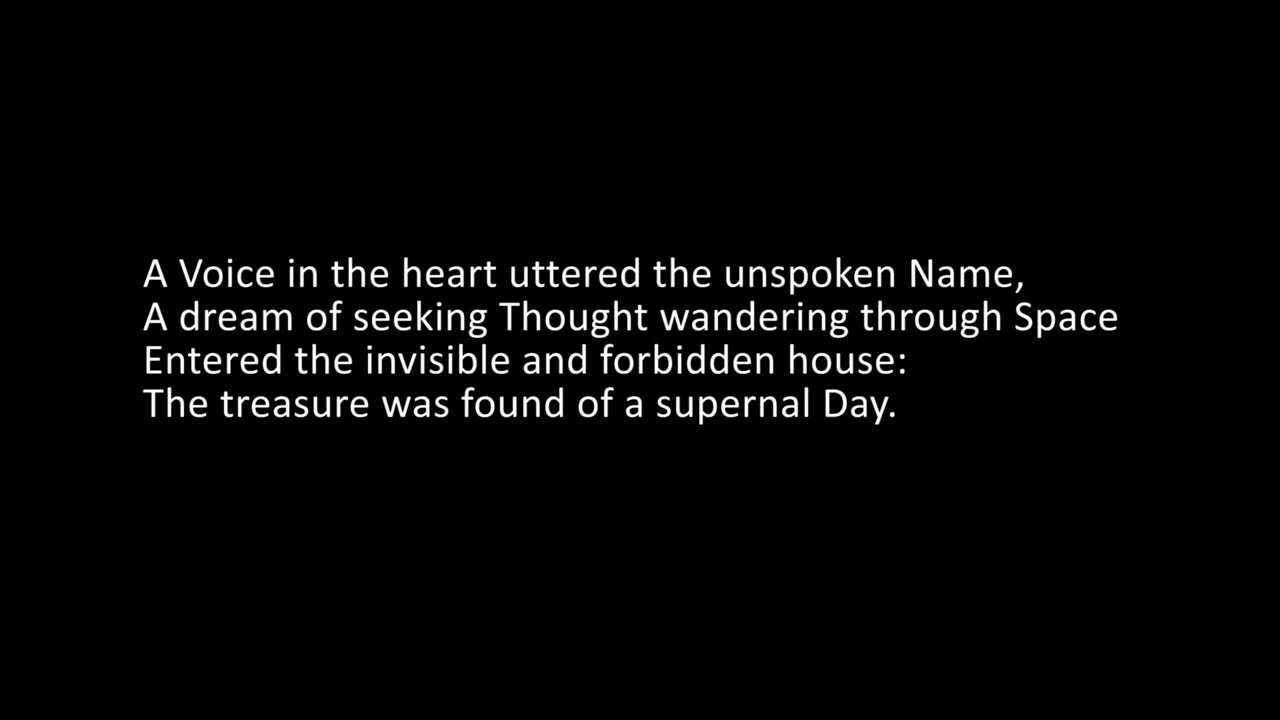 A Voice in the heart uttered the unspoken Name,
A dream of seeking Thought wandering through Space
Entered the invisible and forbidden house:
The treasure was found of a supernal Day.